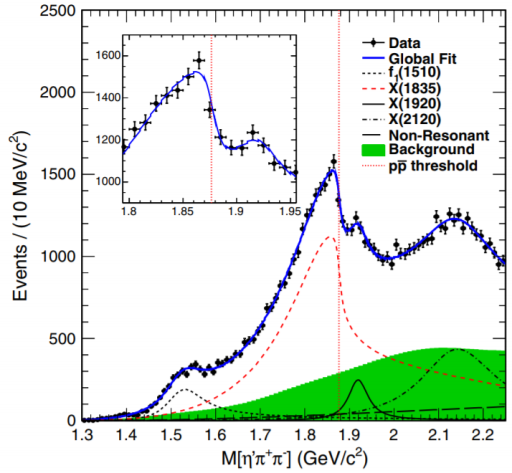 2500
2000
1500
1000
500
0
Events / (10 MeV/c²)
1600
1400
1200
1000
1.8 1.85 1.9 1.95
Data
Global Fit
f₁(1510)
X(1835)
X(1920)
X(2120)
Non-Resonant
Background
pp̅ threshold
1.3 1.4 1.5 1.6 1.7 1.8 1.9 2 2.1 2.2
M[η′π⁺π⁻] (GeV/c²)